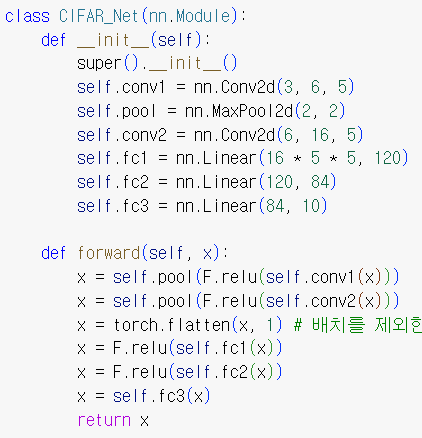 class CIFAR_Net(nn.Module):
    def __init__(self):
        super().__init__()
        self.conv1 = nn.Conv2d(3, 6, 5)
        self.pool = nn.MaxPool2d(2, 2)
        self.conv2 = nn.Conv2d(6, 16, 5)
        self.fc1 = nn.Linear(16 * 5 * 5, 120)
        self.fc2 = nn.Linear(120, 84)
        self.fc3 = nn.Linear(84, 10)

    def forward(self, x):
        x = self.pool(F.relu(self.conv1(x)))
        x = self.pool(F.relu(self.conv2(x)))
        x = torch.flatten(x, 1) # 배치를 제외한
        x = F.relu(self.fc1(x))
        x = F.relu(self.fc2(x))
        x = self.fc3(x)
        return x